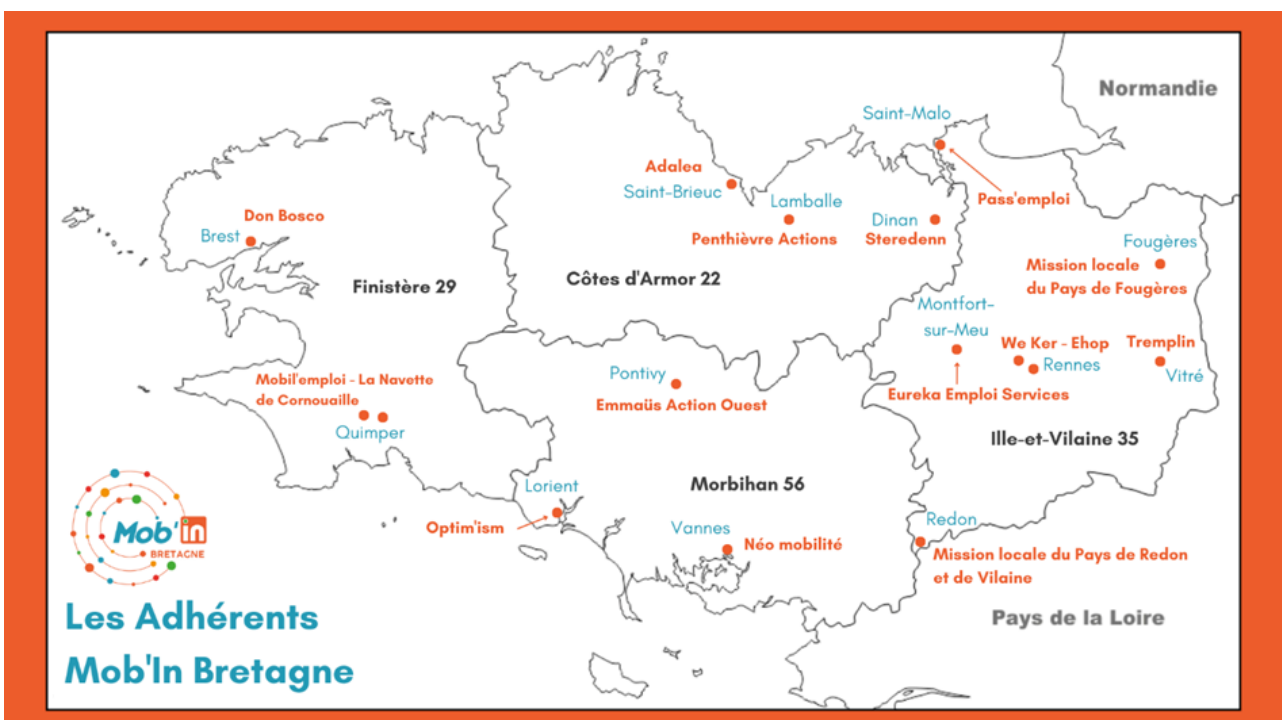 Normandie
Saint-Malo
Pass'emploi
Adalea
Saint-Brieuc
Lamballe
Penthièvre Actions
Dinan
Steredenn
Don Bosco
Brest
Fougères
Mission locale
du Pays de Fougères
Finistère 29
Côtes d'Armor 22
Montfort-
sur-Meu
Eureka Emploi Services
We Ker - Ehop
Rennes
Tremplin
Vitré
Mobil'emploi - La Navette
de Cornouaille
Quimper
Pontivy
Emmaüs Action Ouest
Ille-et-Vilaine 35
Morbihan 56
Lorient
Optim'ism
Vannes
Néo mobilité
Redon
Mission locale du Pays de Redon
et de Vilaine
Pays de la Loire
Mob'in
BRETAGNE
Les Adhérents
Mob'In Bretagne